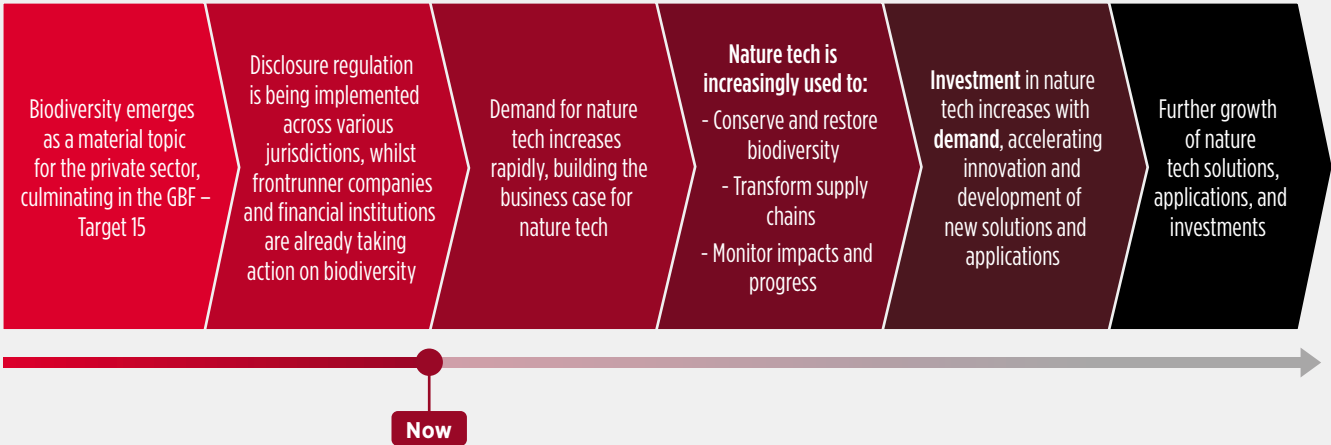 Biodiversity emerges
as a material topic
for the private sector,
culminating in the GBF –
Target 15
Disclosure regulation
is being implemented
across various
jurisdictions, whilst
frontrunner companies
and financial institutions
are already taking
action on biodiversity
Demand for nature
tech increases
rapidly, building the
business case for
nature tech
Nature tech is
increasingly used to:
- Conserve and restore
biodiversity
- Transform supply
chains
- Monitor impacts and
progress
Investment in nature
tech increases with
demand, accelerating
innovation and
development of
new solutions and
applications
Further growth
of nature
tech solutions,
applications, and
investments
Now